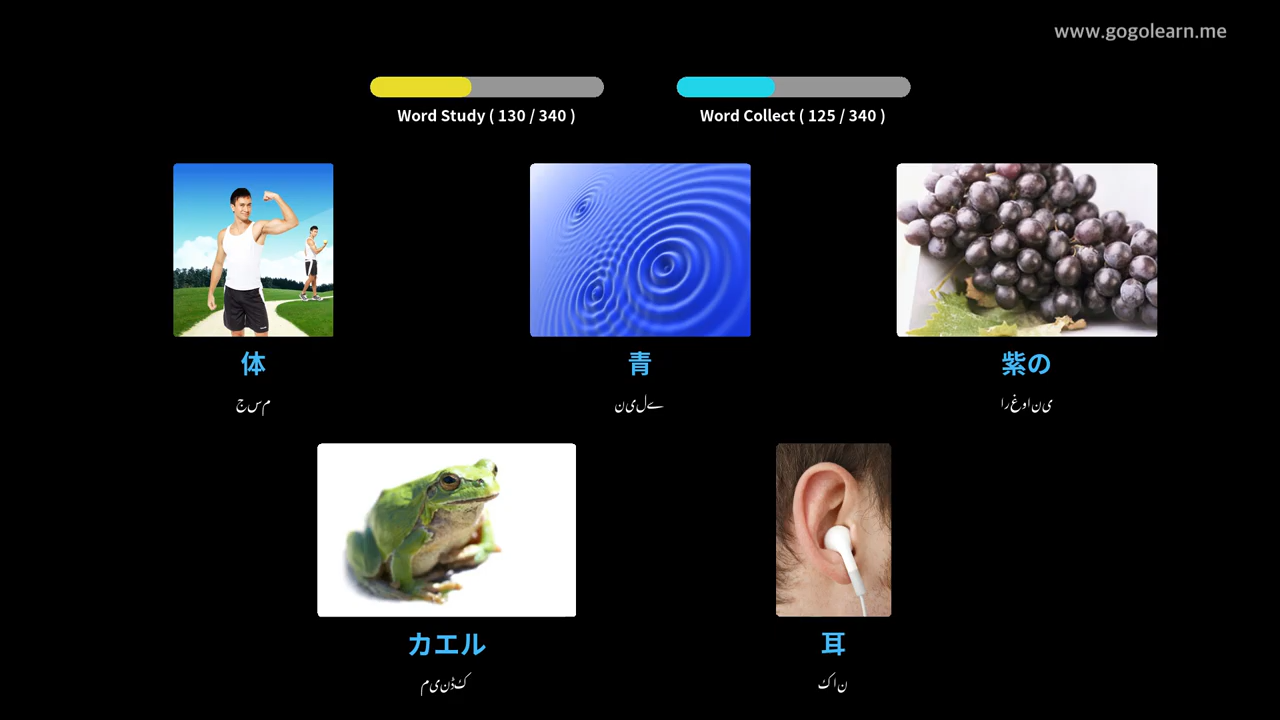 www.gogolearn.me
Word Study ( 130 / 340 )
Word Collect ( 125 / 340 )
体
青
紫の
جسم
نیلے
ارغوانی
カエル
耳
مینڈک
کان